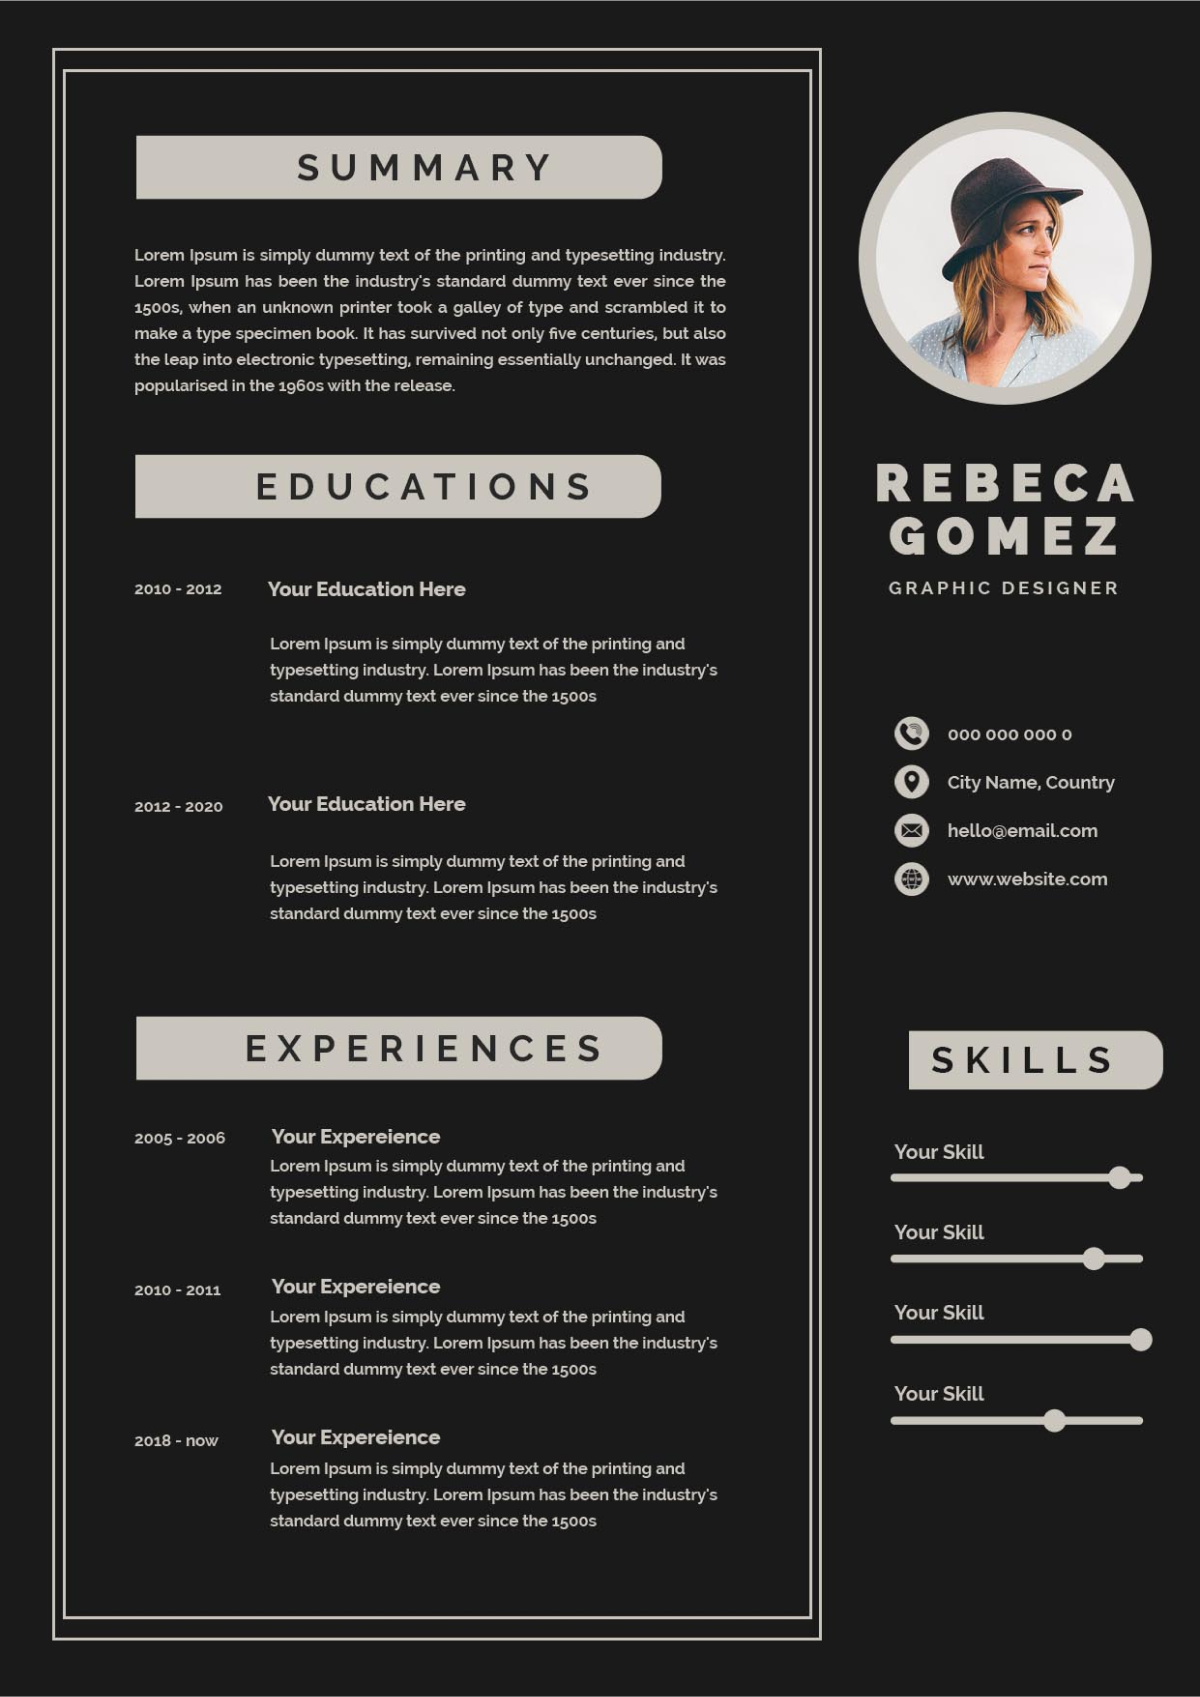 SUMMARY
Lorem Ipsum is simply dummy text of the printing and typesetting industry.
Lorem Ipsum has been the industry's standard dummy text ever since the
1500s, when an unknown printer took a galley of type and scrambled it to
make a type specimen book. It has survived not only five centuries, but also
the leap into electronic typesetting, remaining essentially unchanged. It was
popularised in the 1960s with the release.
EDUCATIONS
2010 - 2012
Your Education Here
Lorem Ipsum is simply dummy text of the printing and
typesetting industry. Lorem Ipsum has been the industry's
standard dummy text ever since the 1500s
2012 - 2020
Your Education Here
Lorem Ipsum is simply dummy text of the printing and
typesetting industry. Lorem Ipsum has been the industry's
standard dummy text ever since the 1500s
EXPERIENCES
2005 - 2006
Your Expereience
Lorem Ipsum is simply dummy text of the printing and
typesetting industry. Lorem Ipsum has been the industry's
standard dummy text ever since the 1500s
2010 - 2011
Your Expereience
Lorem Ipsum is simply dummy text of the printing and
typesetting industry. Lorem Ipsum has been the industry's
standard dummy text ever since the 1500s
2018 - now
Your Expereience
Lorem Ipsum is simply dummy text of the printing and
typesetting industry. Lorem Ipsum has been the industry's
standard dummy text ever since the 1500s
REBECA
GOMEZ
GRAPHIC DESIGNER
000 000 000 0
City Name, Country
hello@email.com
www.website.com
SKILLS
Your Skill
Your Skill
Your Skill
Your Skill